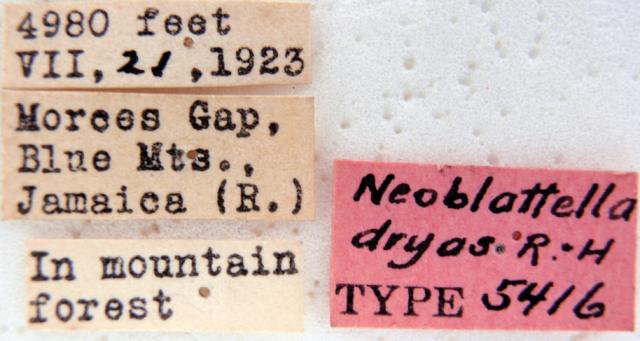 4980 feet
VII, 21, 1923
Morces Gap,
Blue Mts.,
Jamaica (R.)
In mountain
forest
Neoblattella
dryas. R.-H
TYPE 5416